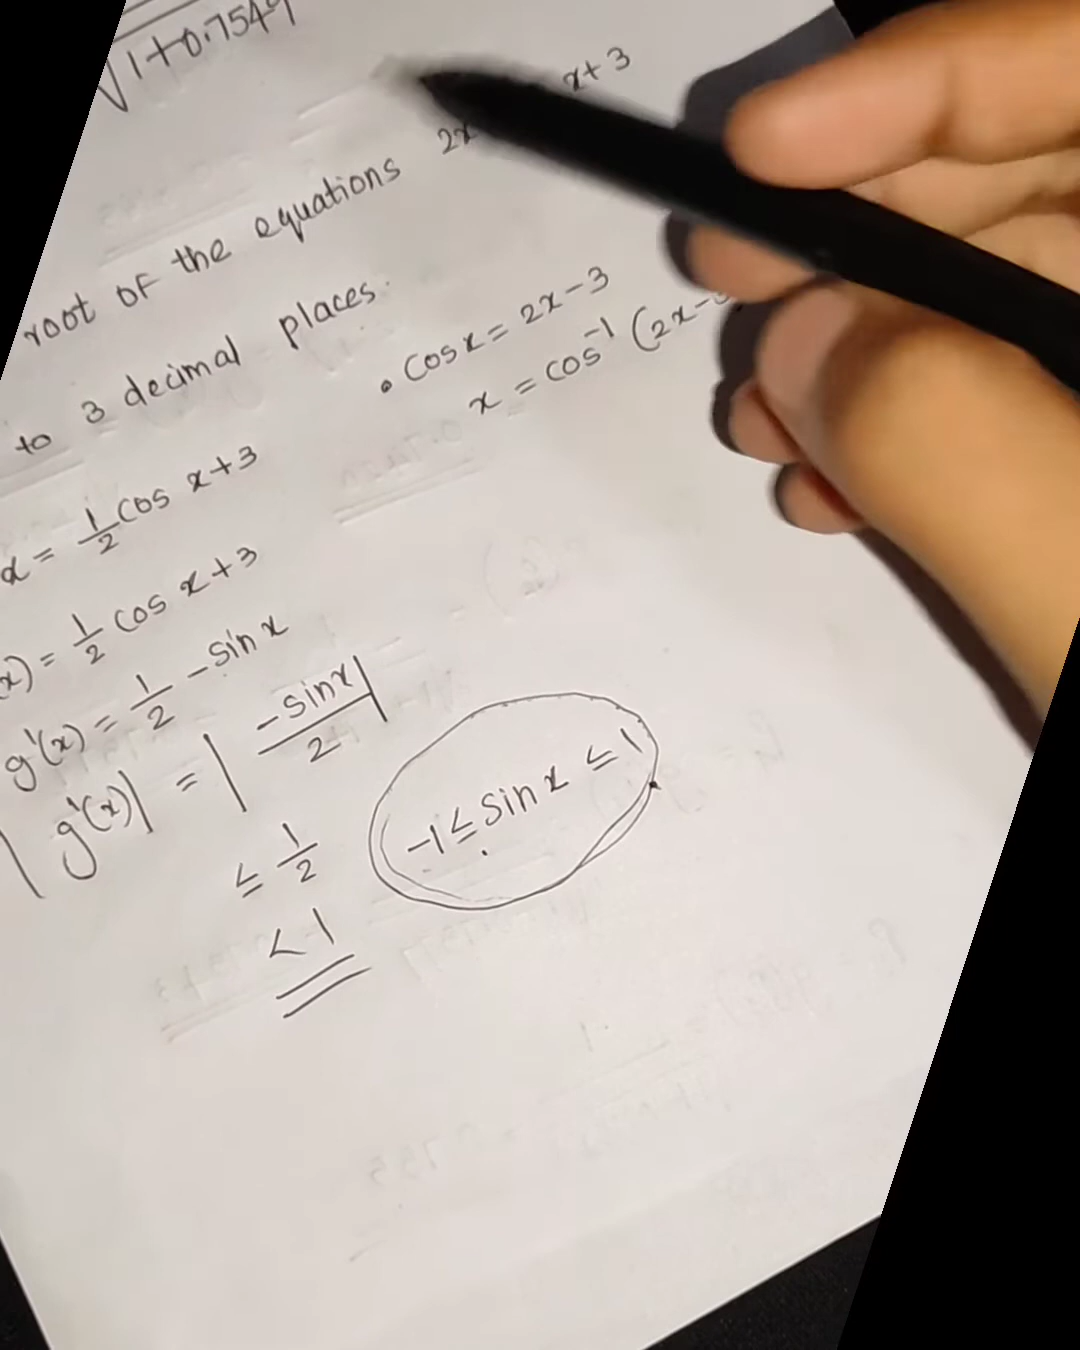 √1+0.7549
root of the equations 2x x+3
to 3 decimal places.
• cos x = 2x-3
x = cos⁻¹ (2x-3
x = 1/2 cos x+3
x) = 1/2 cos x+3
g'(x) = 1/2 - sin x
|g'(x)| = |-sin x/2|
≤ 1/2
-1 ≤ sin x ≤ 1
< 1